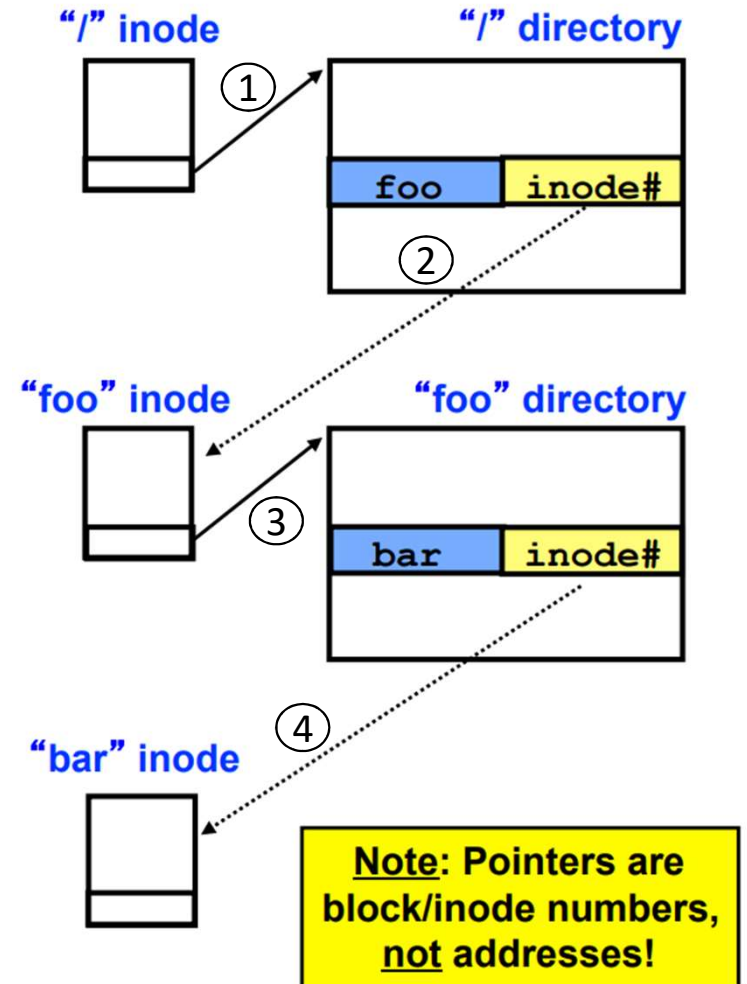 “/” inode
“/” directory
①
foo
inode#
②
“foo” inode
“foo” directory
③
bar
inode#
④
“bar” inode
Note: Pointers are
block/inode numbers,
not addresses!